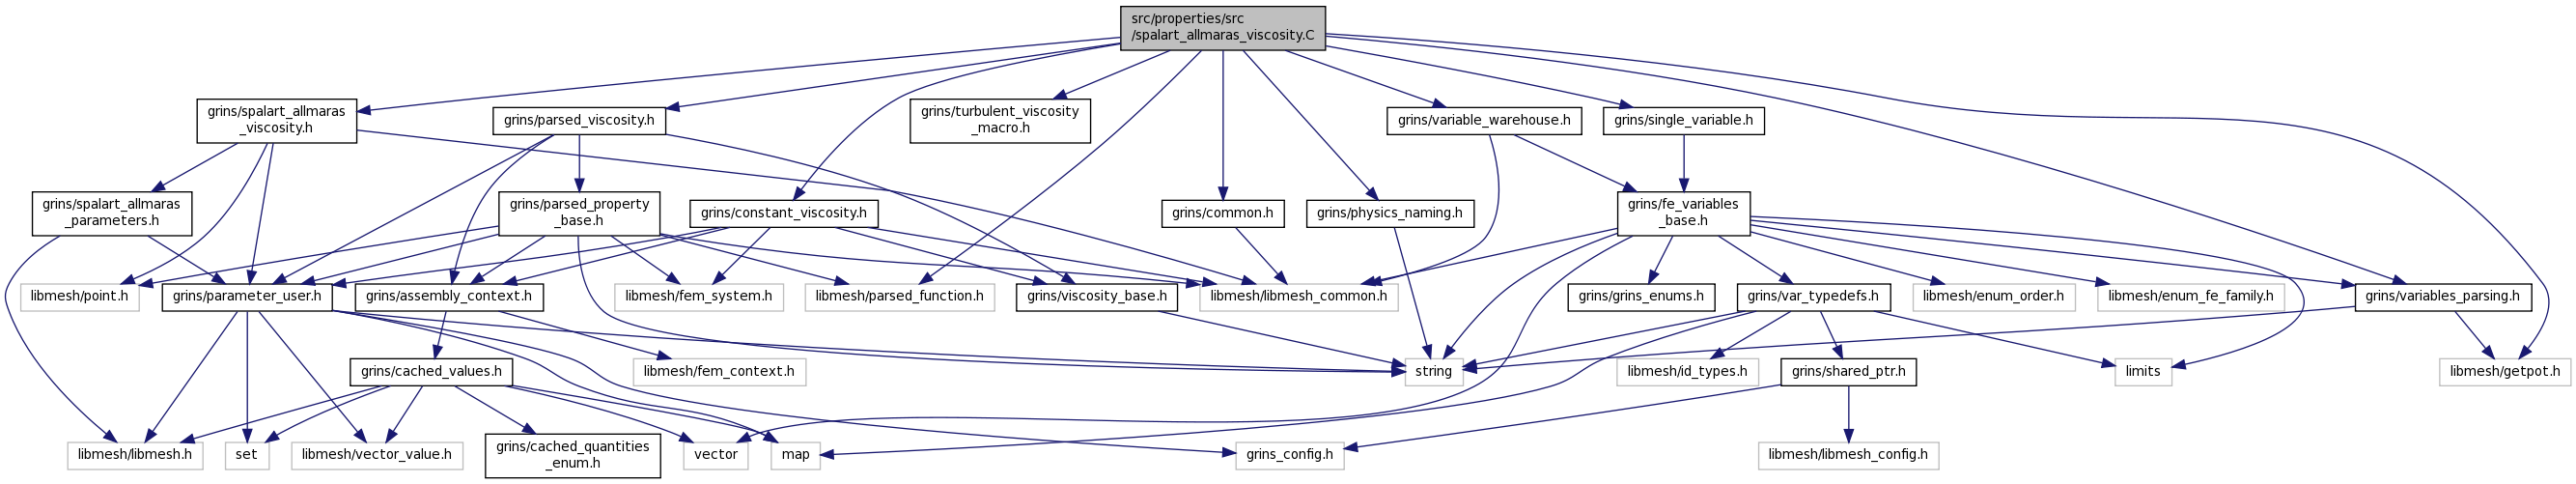 src/properties/src
/spalart_allmaras_viscosity.C
grins/spalart_allmaras
_viscosity.h
grins/parsed_viscosity.h
grins/turbulent_viscosity
_macro.h
grins/variable_warehouse.h
grins/single_variable.h
grins/spalart_allmaras
_parameters.h
grins/parsed_property
_base.h
grins/constant_viscosity.h
grins/common.h
grins/physics_naming.h
grins/fe_variables
_base.h
libmesh/point.h
grins/parameter_user.h
grins/assembly_context.h
libmesh/fem_system.h
libmesh/parsed_function.h
grins/viscosity_base.h
libmesh/libmesh_common.h
grins/grins_enums.h
grins/var_typedefs.h
libmesh/enum_order.h
libmesh/enum_fe_family.h
grins/variables_parsing.h
grins/cached_values.h
libmesh/fem_context.h
string
libmesh/id_types.h
grins/shared_ptr.h
limits
libmesh/getpot.h
libmesh/libmesh.h
set
libmesh/vector_value.h
grins/cached_quantities
_enum.h
vector
map
grins_config.h
libmesh/libmesh_config.h